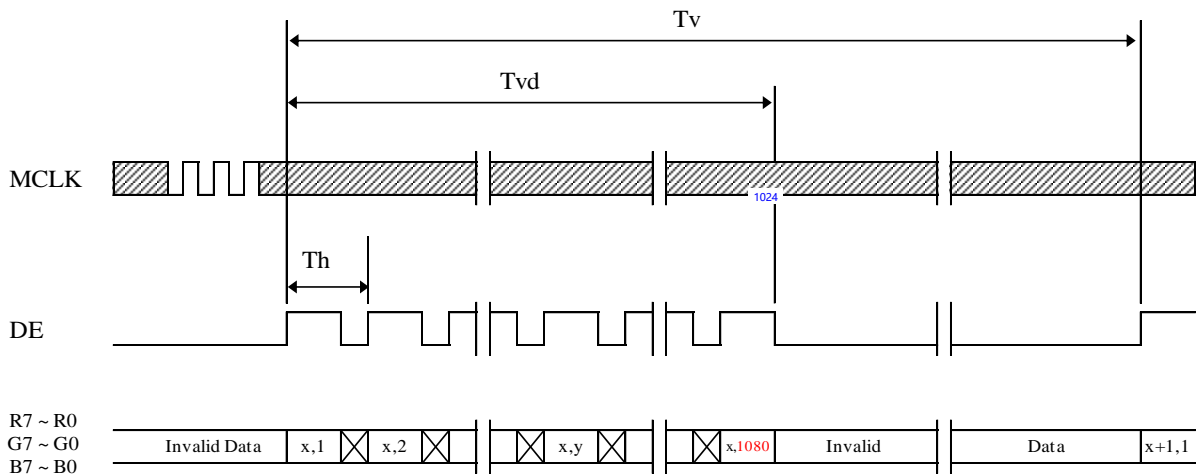 Tv
Tvd
MCLK
1024
Th
DE
R7 ~ R0
G7 ~ G0
B7 ~ B0
Invalid Data x,1 x,2 x,y x,1080 Invalid Data x+1,1